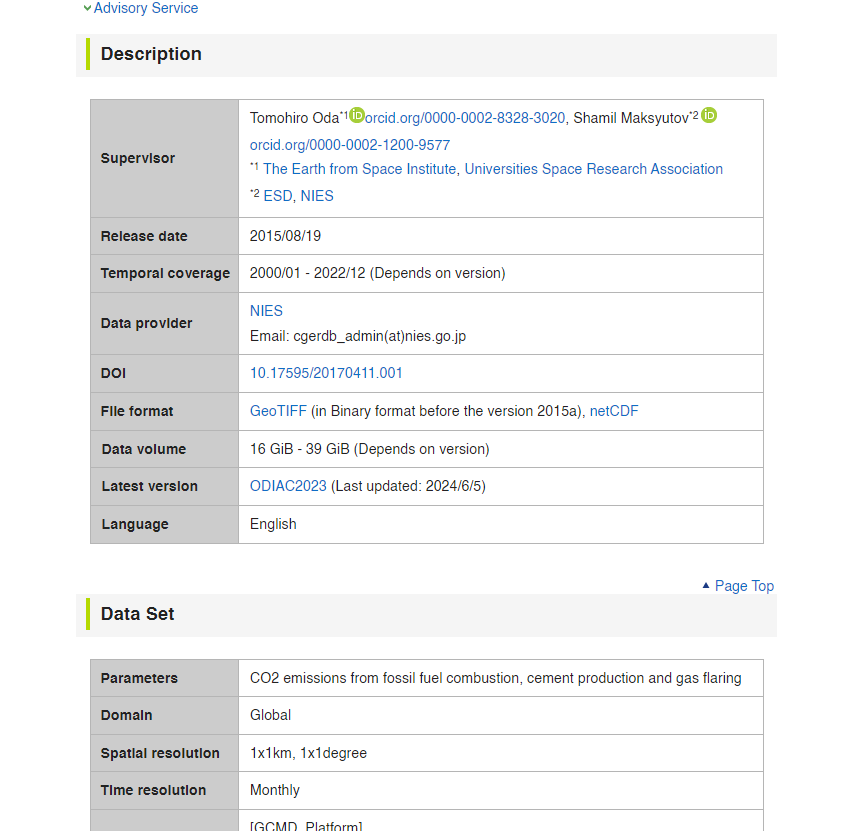 Advisory Service
Description
Supervisor
Tomohiro Oda*1 iD orcid.org/0000-0002-8328-3020, Shamil Maksyutov*2 iD
orcid.org/0000-0002-1200-9577
*1 The Earth from Space Institute, Universities Space Research Association
*2 ESD, NIES
Release date 2015/08/19
Temporal coverage 2000/01 - 2022/12 (Depends on version)
Data provider
NIES
Email: cgerdb_admin(at)nies.go.jp
DOI 10.17595/20170411.001
File format GeoTIFF (in Binary format before the version 2015a), netCDF
Data volume 16 GiB - 39 GiB (Depends on version)
Latest version ODIAC2023 (Last updated: 2024/6/5)
Language English
Page Top
Data Set
Parameters CO2 emissions from fossil fuel combustion, cement production and gas flaring
Domain Global
Spatial resolution 1x1km, 1x1degree
Time resolution Monthly
[GCMD_Platform]